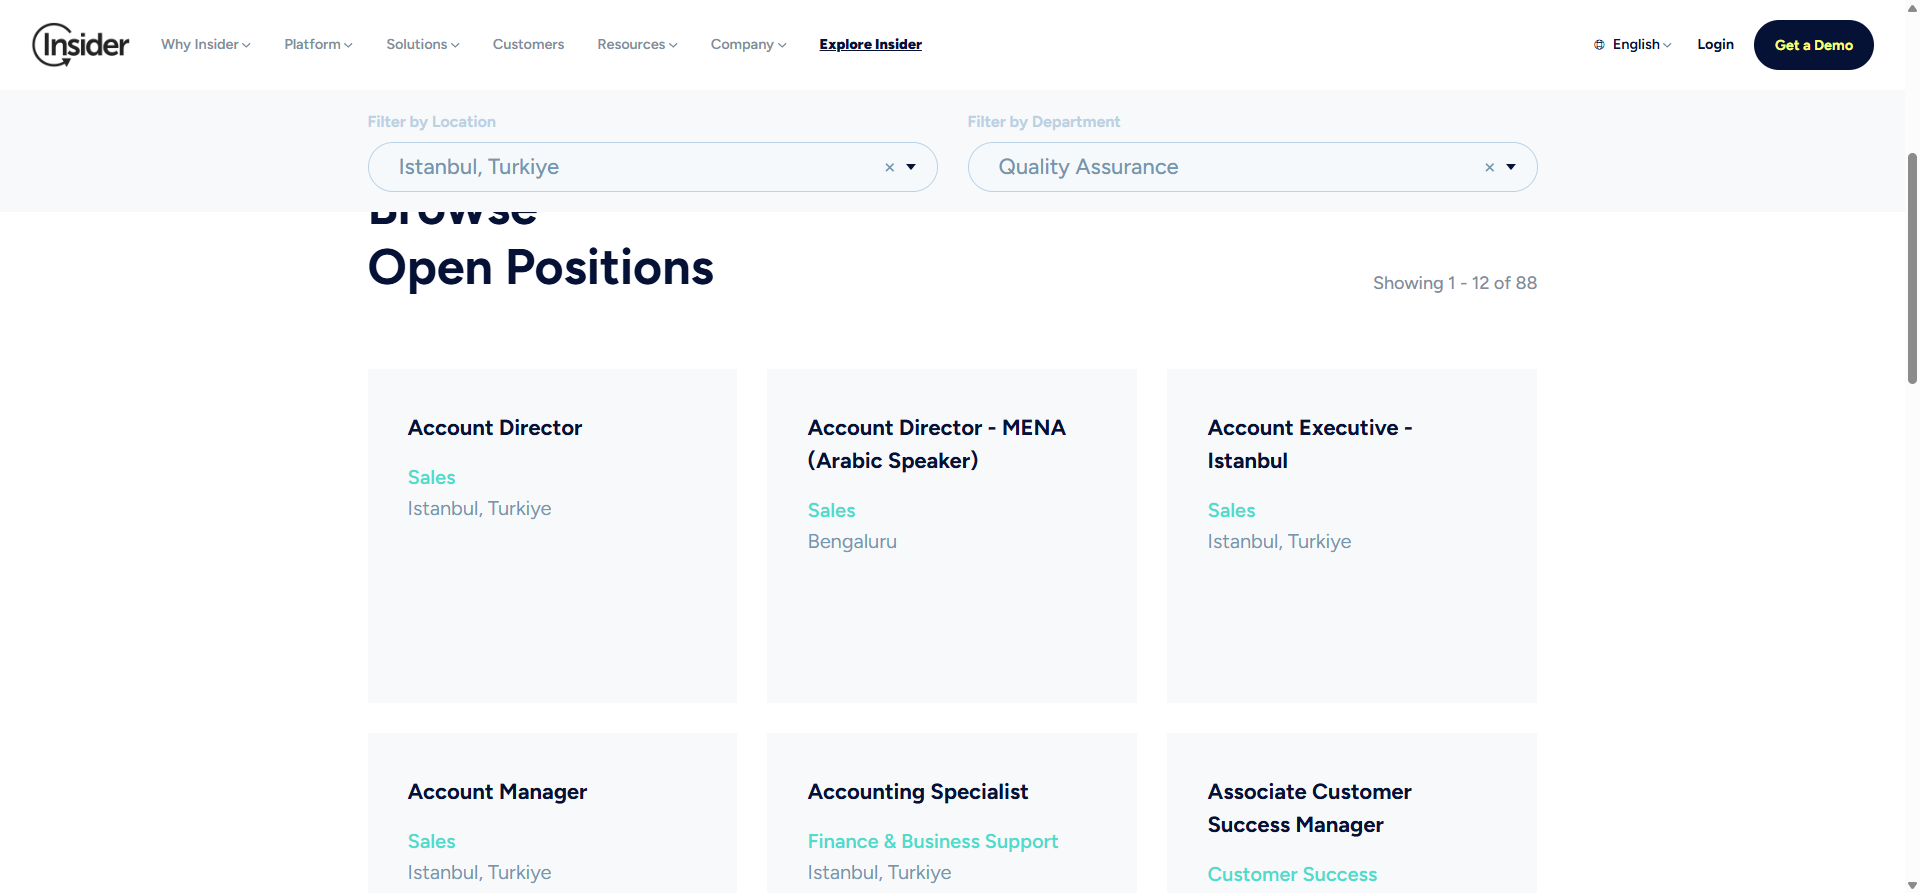 Insider
Why Insider
Platform
Solutions
Customers
Resources
Company
Explore Insider
English
Login
Get a Demo
Filter by Location
Filter by Department
Istanbul, Turkiye
×
Quality Assurance
×
Browse
Open Positions
Showing 1 - 12 of 88
Account Director
Sales
Istanbul, Turkiye
Account Director - MENA
(Arabic Speaker)
Sales
Bengaluru
Account Executive -
Istanbul
Sales
Istanbul, Turkiye
Account Manager
Sales
Istanbul, Turkiye
Accounting Specialist
Finance & Business Support
Istanbul, Turkiye
Associate Customer
Success Manager
Customer Success